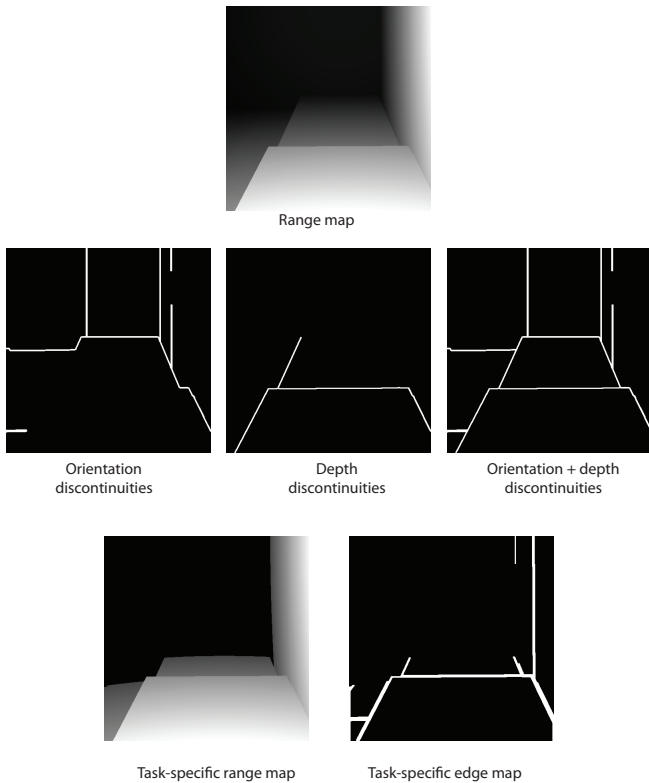 Range map
Orientation
discontinuities
Depth
discontinuities
Orientation + depth
discontinuities
Task-specific range map
Task-specific edge map